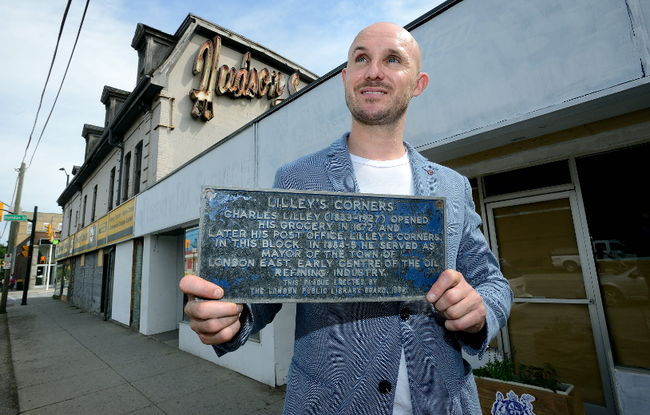 Hudson's
LILLEY'S CORNERS
CHARLES LILLEY (1833-1927) OPENED
HIS GROCERY IN 1872 AND
LATER HIS POST OFFICE, LILLEY'S CORNERS,
IN THIS BLOCK. IN 1884-5 HE SERVED AS
MAYOR OF THE TOWN OF
LONDON EAST, EARLY CENTRE OF THE OIL
REFINING INDUSTRY.
THIS PLAQUE ERECTED BY
THE LONDON PUBLIC LIBRARY BOARD,